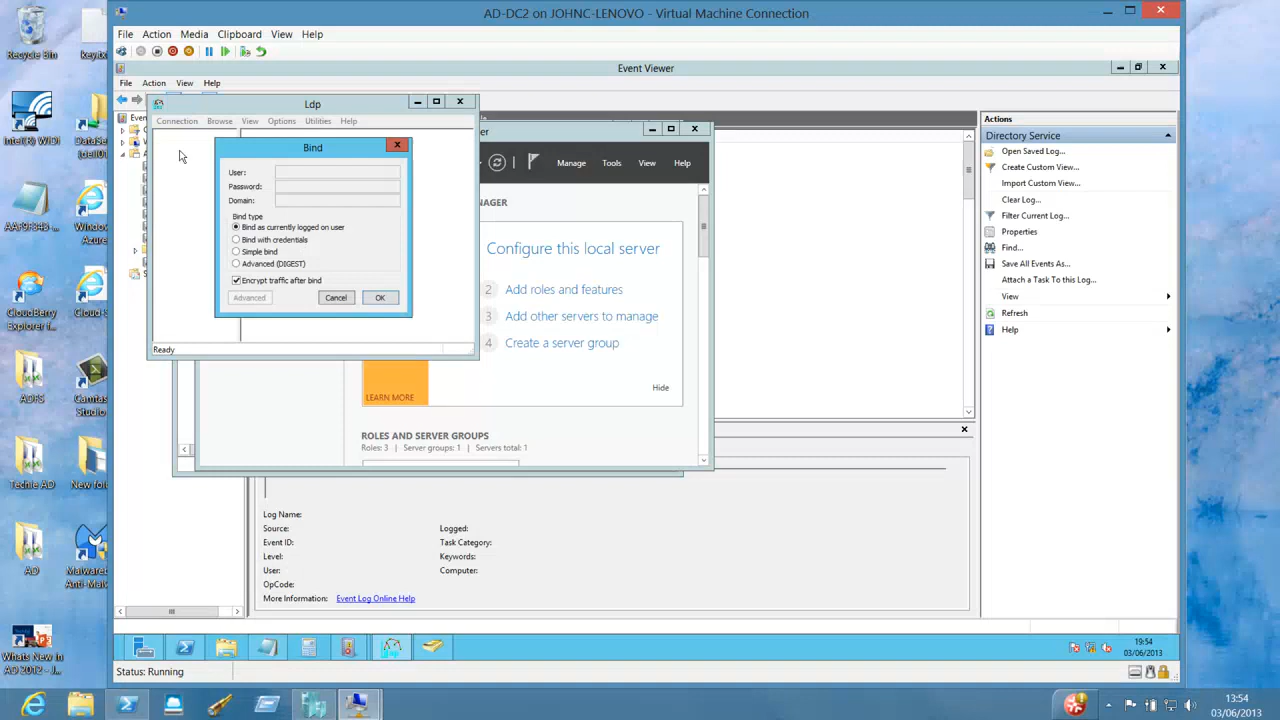 AD-DC2 on JOHNC-LENOVO - Virtual Machine Connection
File Action Media Clipboard View Help
Event Viewer
File Action View Help
Ldp
Connection Browse View Options Utilities Help
Bind
User:
Password:
Domain:
Bind type
Bind as currently logged on user
Bind with credentials
Simple bind
Advanced (DIGEST)
Encrypt traffic after bind
Advanced Cancel OK
Ready
Manage Tools View Help
Configure this local server
2 Add roles and features
3 Add other servers to manage
4 Create a server group
LEARN MORE
Hide
ROLES AND SERVER GROUPS
Roles: 3 | Server groups: 1 | Servers total: 1
Log Name:
Source: Logged:
Event ID: Task Category:
Level: Keywords:
User: Computer:
OpCode:
More Information: Event Log Online Help
Actions
Directory Service
Open Saved Log...
Create Custom View...
Import Custom View...
Clear Log...
Filter Current Log...
Properties
Find...
Save All Events As...
Attach a Task To this Log...
View
Refresh
Help
19:54
03/06/2013
Status: Running
Recycle Bin
Intel(R) WiDi
CloudBerry
Explorer f...
ADFS
Camtas
Studio
Window
Azure
Technie AD
New fold
AD
Malwareb
Anti-Mal
Whats New In
AD 2012 - J...
13:54
03/06/2013